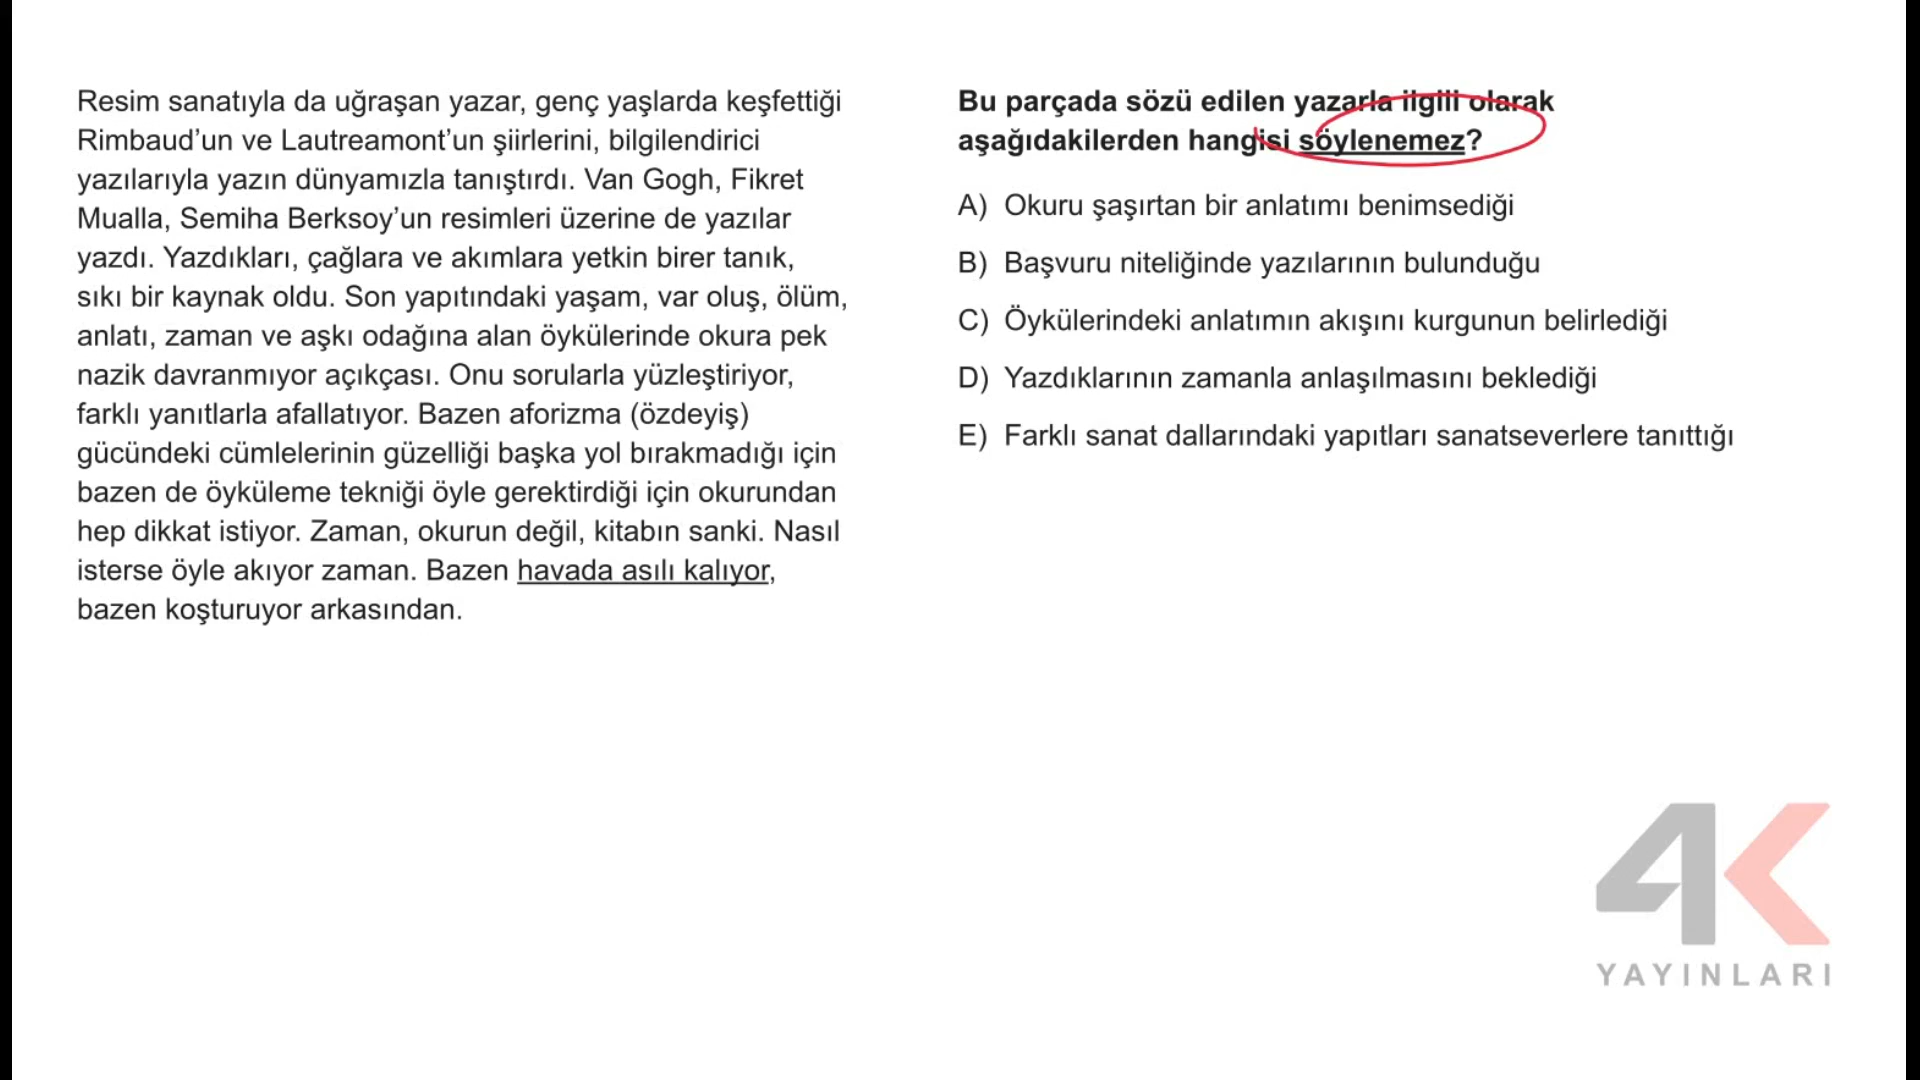 Resim sanatıyla da uğraşan yazar, genç yaşlarda keşfettiği
Rimbaud’un ve Lautreamont’un şiirlerini, bilgilendirici
yazılarıyla yazın dünyamızla tanıştırdı. Van Gogh, Fikret
Mualla, Semiha Berksoy’un resimleri üzerine de yazılar
yazdı. Yazdıkları, çağlara ve akımlara yetkin birer tanık,
sıkı bir kaynak oldu. Son yapıtındaki yaşam, var oluş, ölüm,
anlatı, zaman ve aşkı odağına alan öykülerinde okura pek
nazik davranmıyor açıkçası. Onu sorularla yüzleştiriyor,
farklı yanıtlarla afallatıyor. Bazen aforizma (özdeyiş)
gücündeki cümlelerinin güzelliği başka yol bırakmadığı için
bazen de öyküleme tekniği öyle gerektirdiği için okurundan
hep dikkat istiyor. Zaman, okurun değil, kitabın sanki. Nasıl
isterse öyle akıyor zaman. Bazen havada asılı kalıyor,
bazen koşturuyor arkasından.
Bu parçada sözü edilen yazarla ilgili olarak
aşağıdakilerden hangisi söylenemez?
A) Okuru şaşırtan bir anlatımı benimsediği
B) Başvuru niteliğinde yazılarının bulunduğu
C) Öykülerindeki anlatımın akışını kurgunun belirlediği
D) Yazdıklarının zamanla anlaşılmasını beklediği
E) Farklı sanat dallarındaki yapıtları sanatseverlere tanıttığı
4K
YAYINLARI